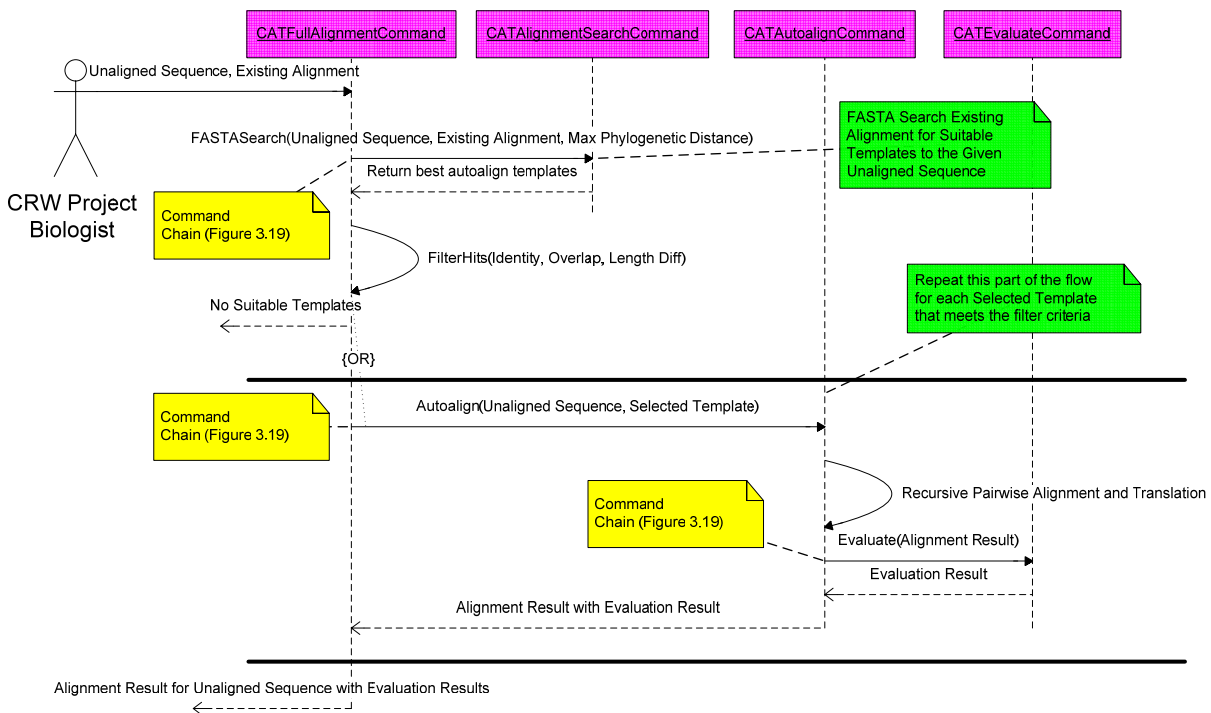 CATFullAlignmentCommand
CATAlignmentSearchCommand
CATAutoalignCommand
CATEvaluateCommand
Unaligned Sequence, Existing Alignment
CRW Project
Biologist
FASTASearch(Unaligned Sequence, Existing Alignment, Max Phylogenetic Distance)
FASTA Search Existing
Alignment for Suitable
Templates to the Given
Unaligned Sequence
Return best autoalign templates
Command
Chain (Figure 3.19)
FilterHits(Identity, Overlap, Length Diff)
No Suitable Templates
Repeat this part of the flow
for each Selected Template
that meets the filter criteria
{OR}
Autoalign(Unaligned Sequence, Selected Template)
Command
Chain (Figure 3.19)
Recursive Pairwise Alignment and Translation
Command
Chain (Figure 3.19)
Evaluate(Alignment Result)
Evaluation Result
Alignment Result with Evaluation Result
Alignment Result for Unaligned Sequence with Evaluation Results